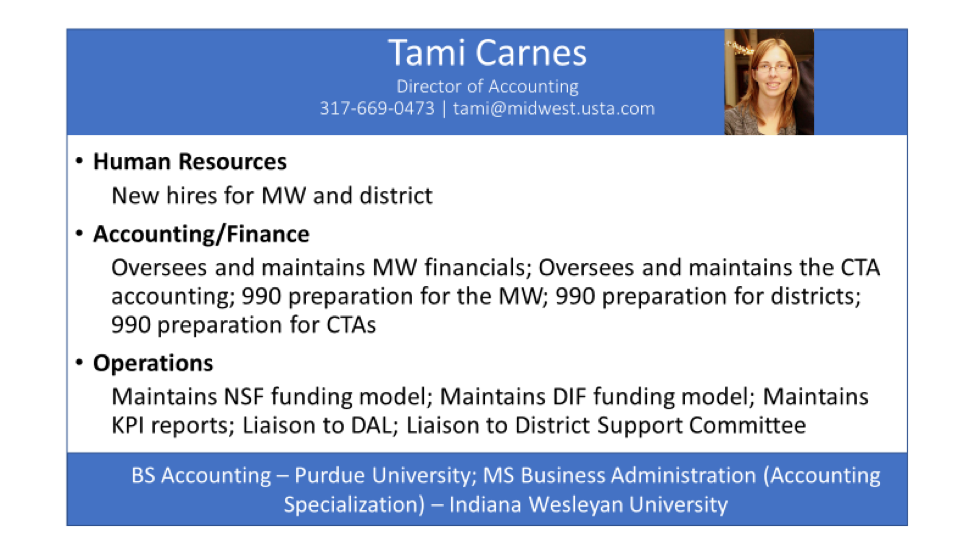 Tami Carnes
Director of Accounting
317-669-0473 | tami@midwest.usta.com
• Human Resources
New hires for MW and district
• Accounting/Finance
Oversees and maintains MW financials; Oversees and maintains the CTA
accounting; 990 preparation for the MW; 990 preparation for districts;
990 preparation for CTAs
• Operations
Maintains NSF funding model; Maintains DIF funding model; Maintains
KPI reports; Liaison to DAL; Liaison to District Support Committee
BS Accounting – Purdue University; MS Business Administration (Accounting
Specialization) – Indiana Wesleyan University